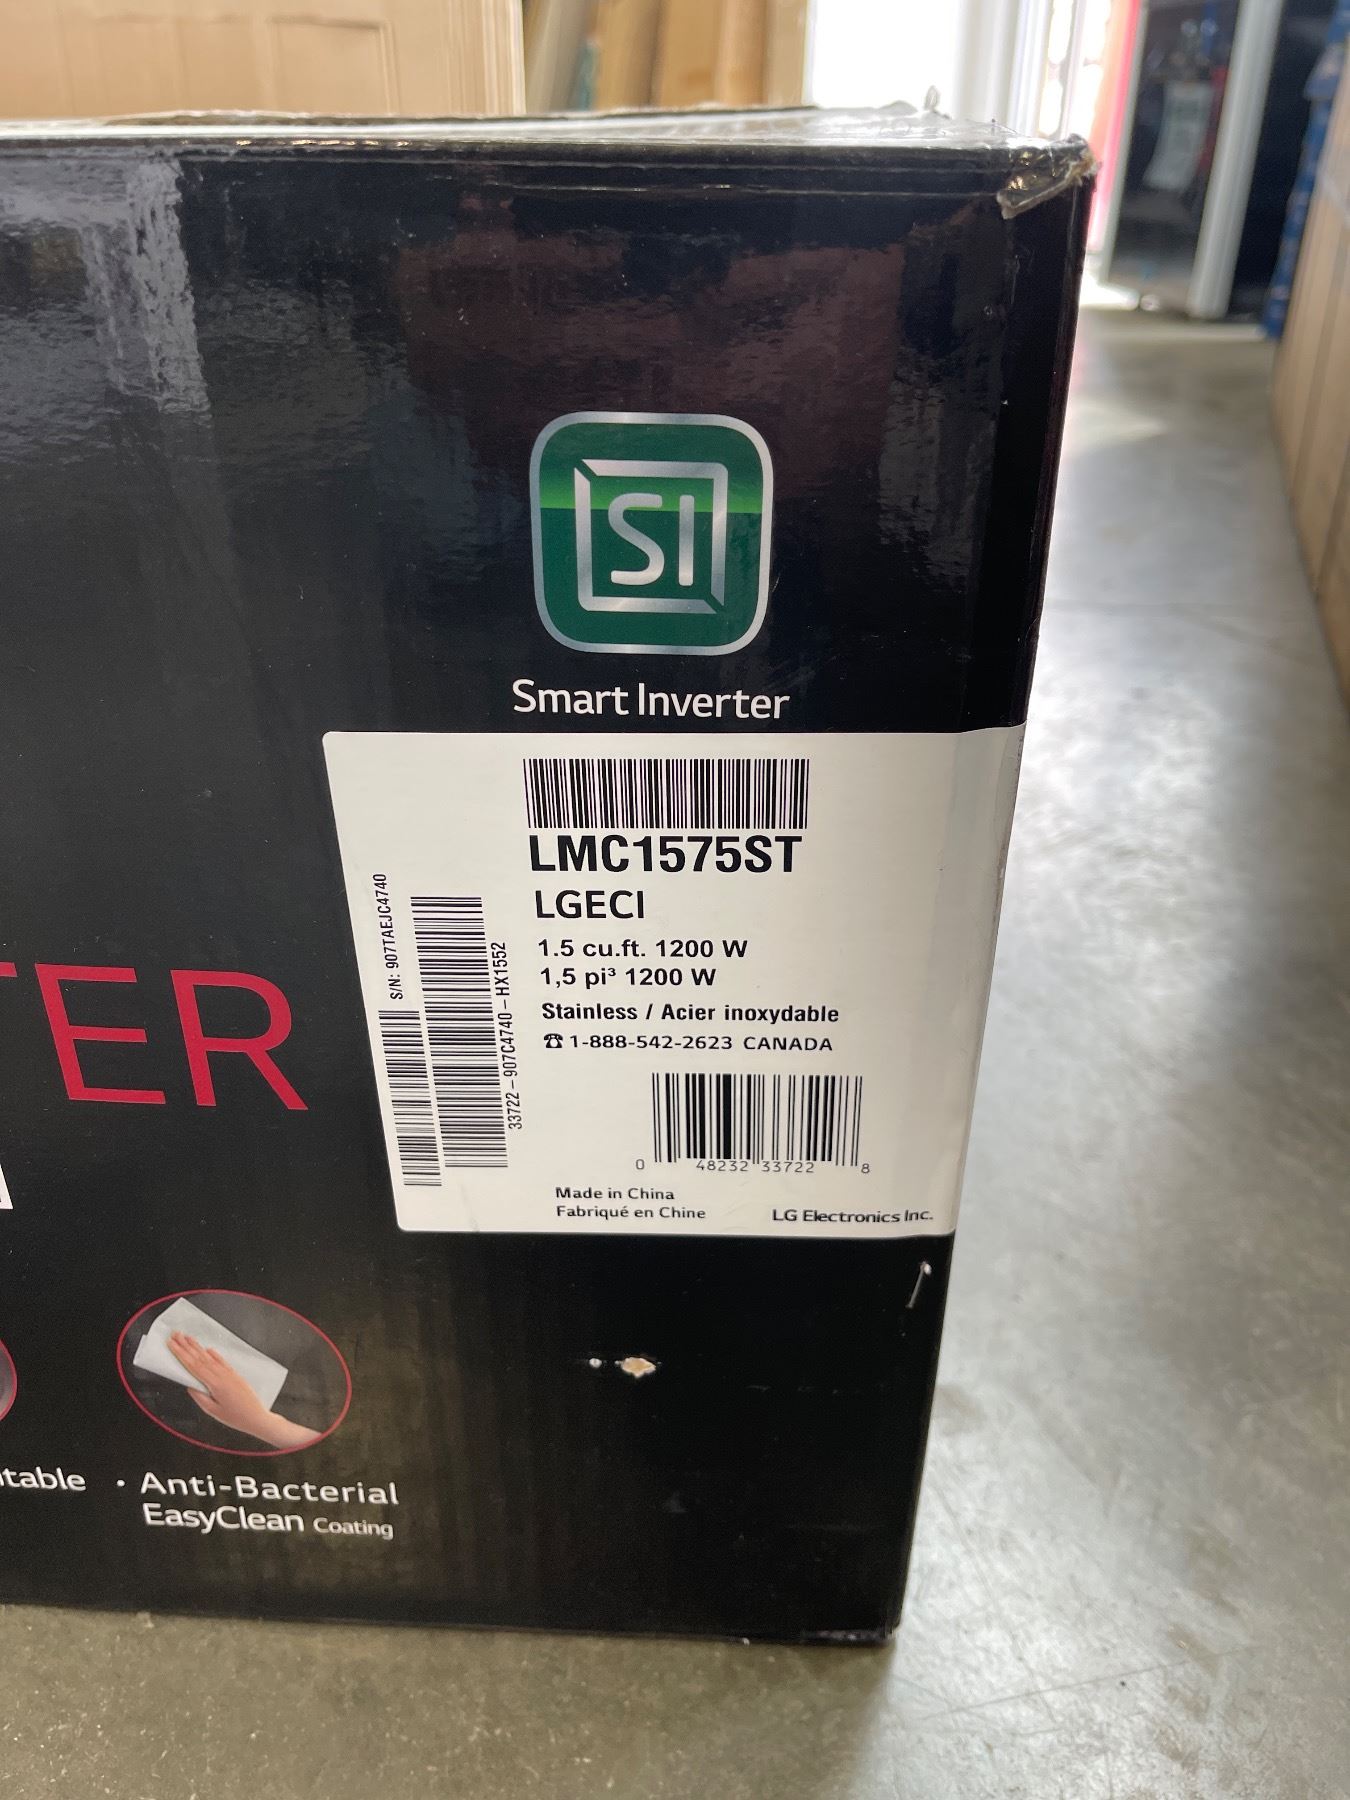 SI
Smart Inverter
LMC1575ST
LGECI
1.5 cu.ft. 1200 W
1,5 pi³ 1200 W
Stainless / Acier inoxydable
☎ 1-888-542-2623 CANADA
S/N: 907TAEJC4740
33722-907C4740-HX1552
0 48232 33722 8
Made in China
Fabriqué en Chine
LG Electronics Inc.
TER
table
• Anti-Bacterial
EasyClean Coating